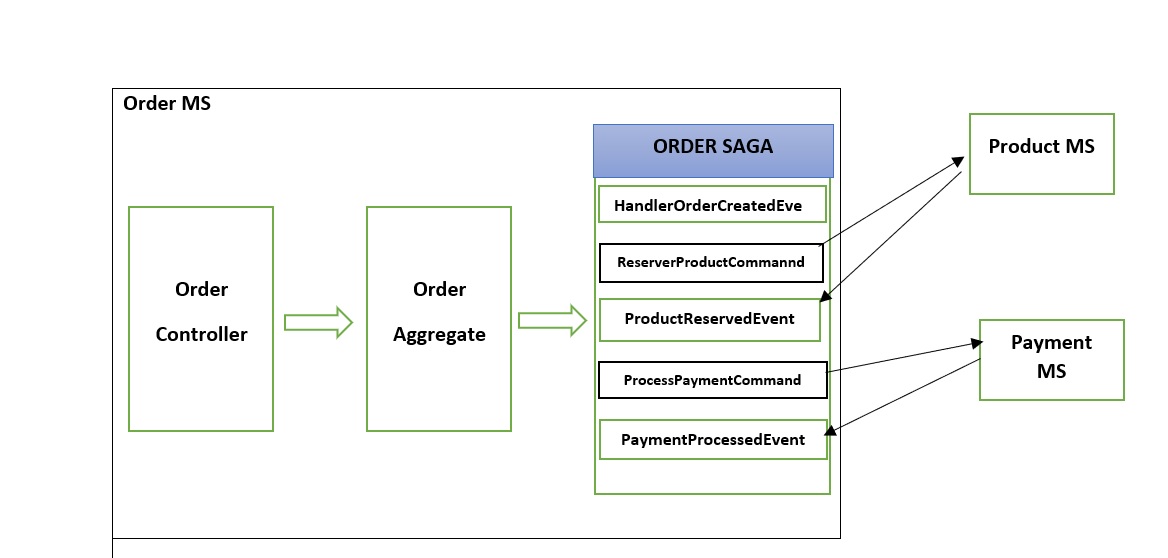 Order MS
ORDER SAGA
Product MS
HandlerOrderCreatedEve
ReserverProductCommannd
Order
Controller
Order
Aggregate
ProductReservedEvent
Payment
MS
ProcessPaymentCommand
PaymentProcessedEvent